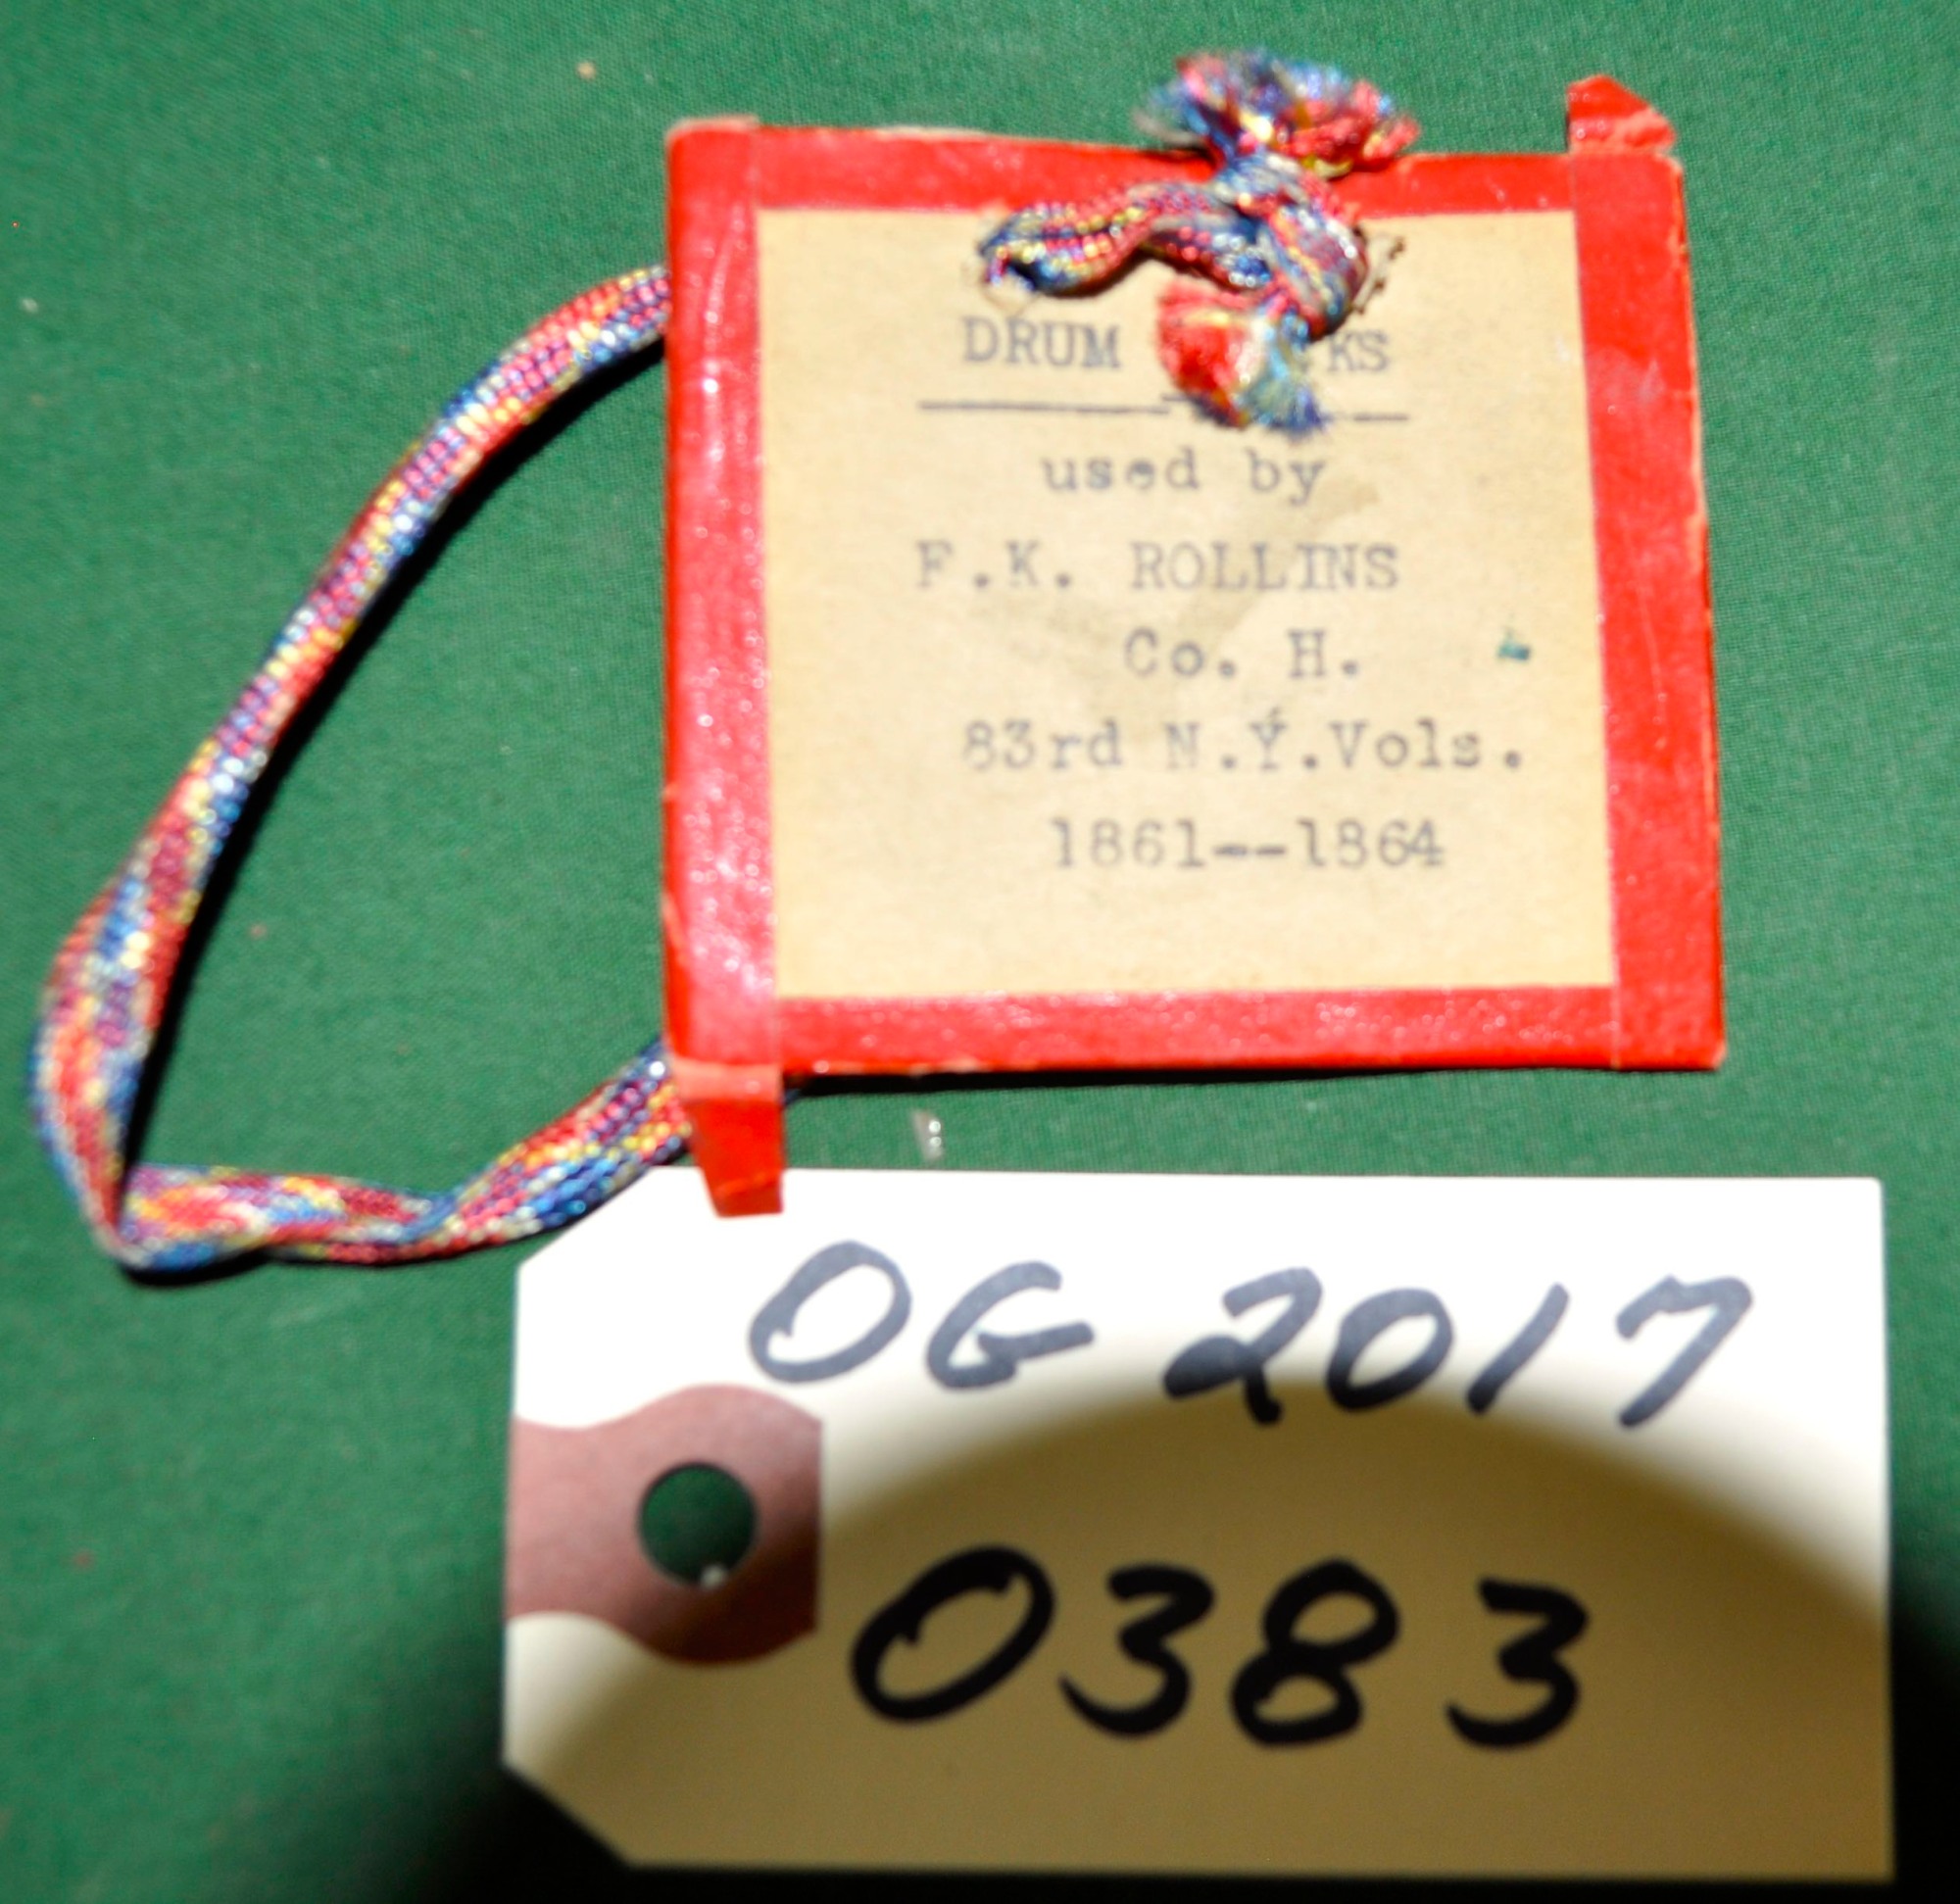 DRUM
used by
F.K. ROLLINS
Co. H.
83rd N.Y.Vols.
1861--1864
OG 2017
0383